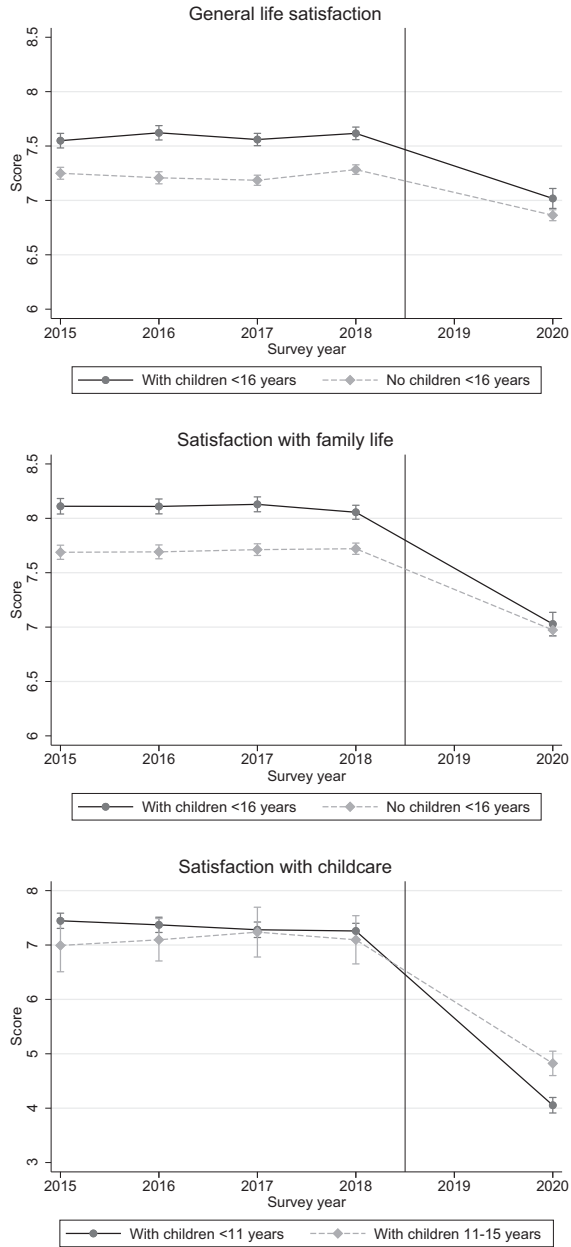 General life satisfaction
8.5
8
7.5
7
6.5
6
Score
2015 2016 2017 2018 2019 2020
Survey year
With children <16 years No children <16 years
Satisfaction with family life
8.5
8
7.5
7
6.5
6
Score
2015 2016 2017 2018 2019 2020
Survey year
With children <16 years No children <16 years
Satisfaction with childcare
8
7
6
5
4
3
Score
2015 2016 2017 2018 2019 2020
Survey year
With children <11 years With children 11-15 years